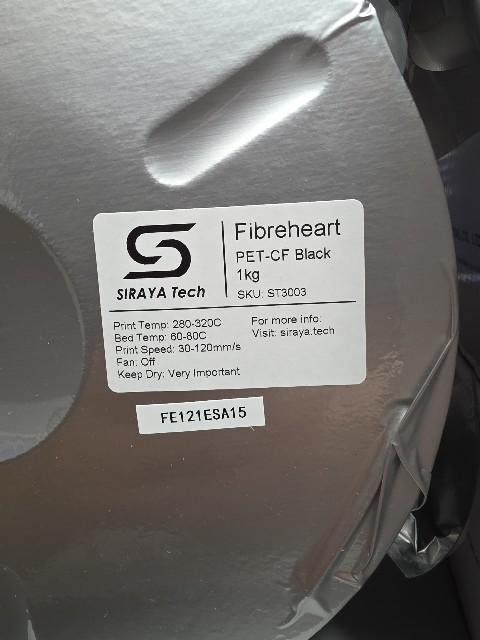 SIRAYA Tech
Fibreheart
PET-CF Black
1kg
SKU: ST3003
Print Temp: 280-320C
Bed Temp: 60-80C
Print Speed: 30-120mm/s
Fan: Off
Keep Dry: Very Important
For more info:
Visit: siraya.tech
FE121ESA15